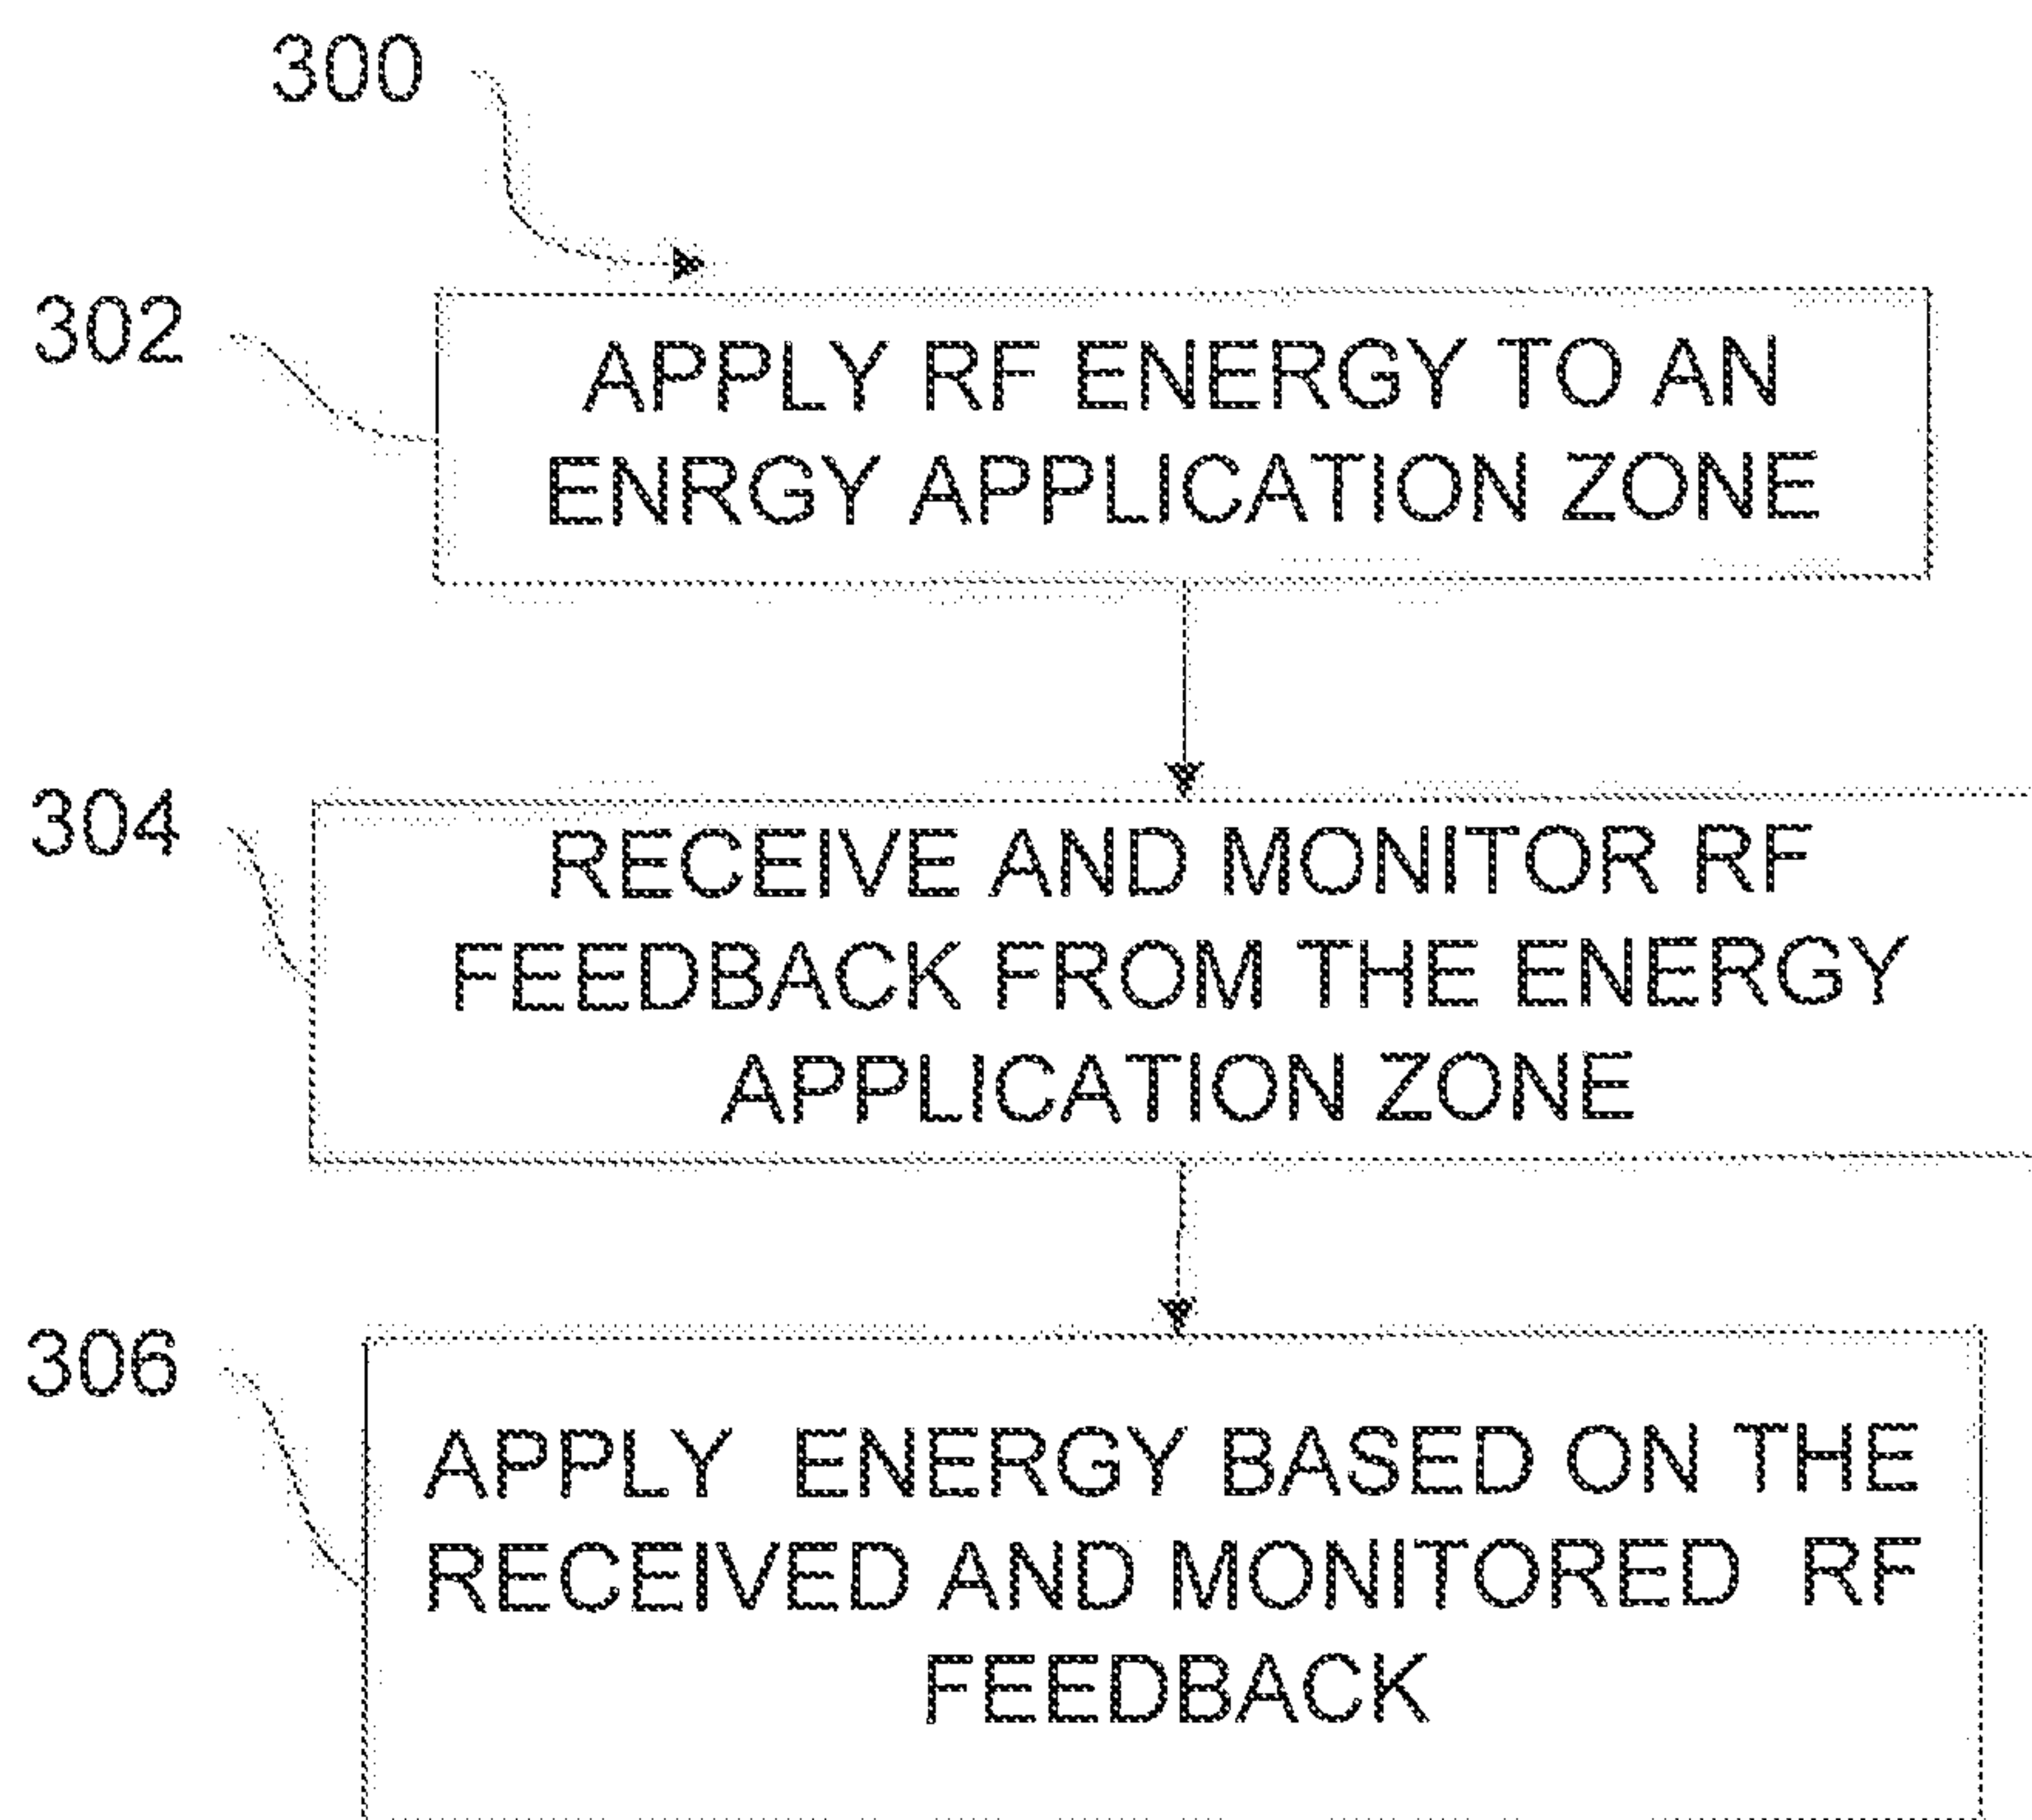 300
302
APPLY RF ENERGY TO AN
ENRGY APPLICATION ZONE
304
RECEIVE AND MONITOR RF
FEEDBACK FROM THE ENERGY
APPLICATION ZONE
306
APPLY ENERGY BASED ON THE
RECEIVED AND MONITORED RF
FEEDBACK